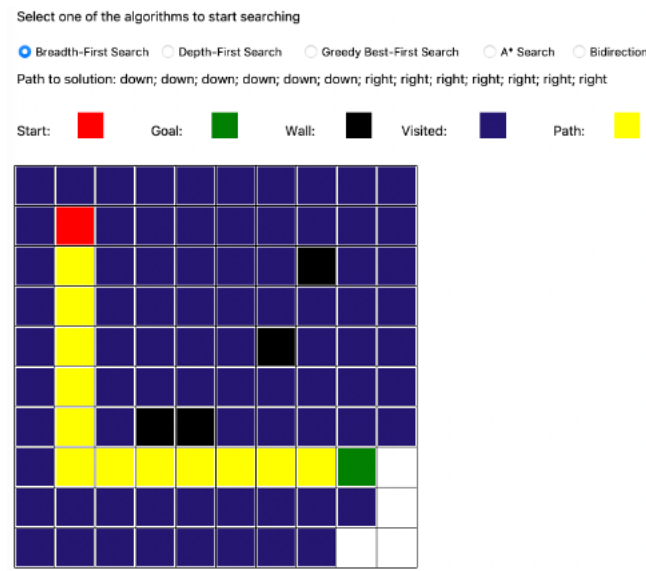 Select one of the algorithms to start searching
Breadth-First Search Depth-First Search Greedy Best-First Search A* Search Bidirection
Path to solution: down; down; down; down; down; down; right; right; right; right; right; right; right
Start: Goal: Wall: Visited: Path: